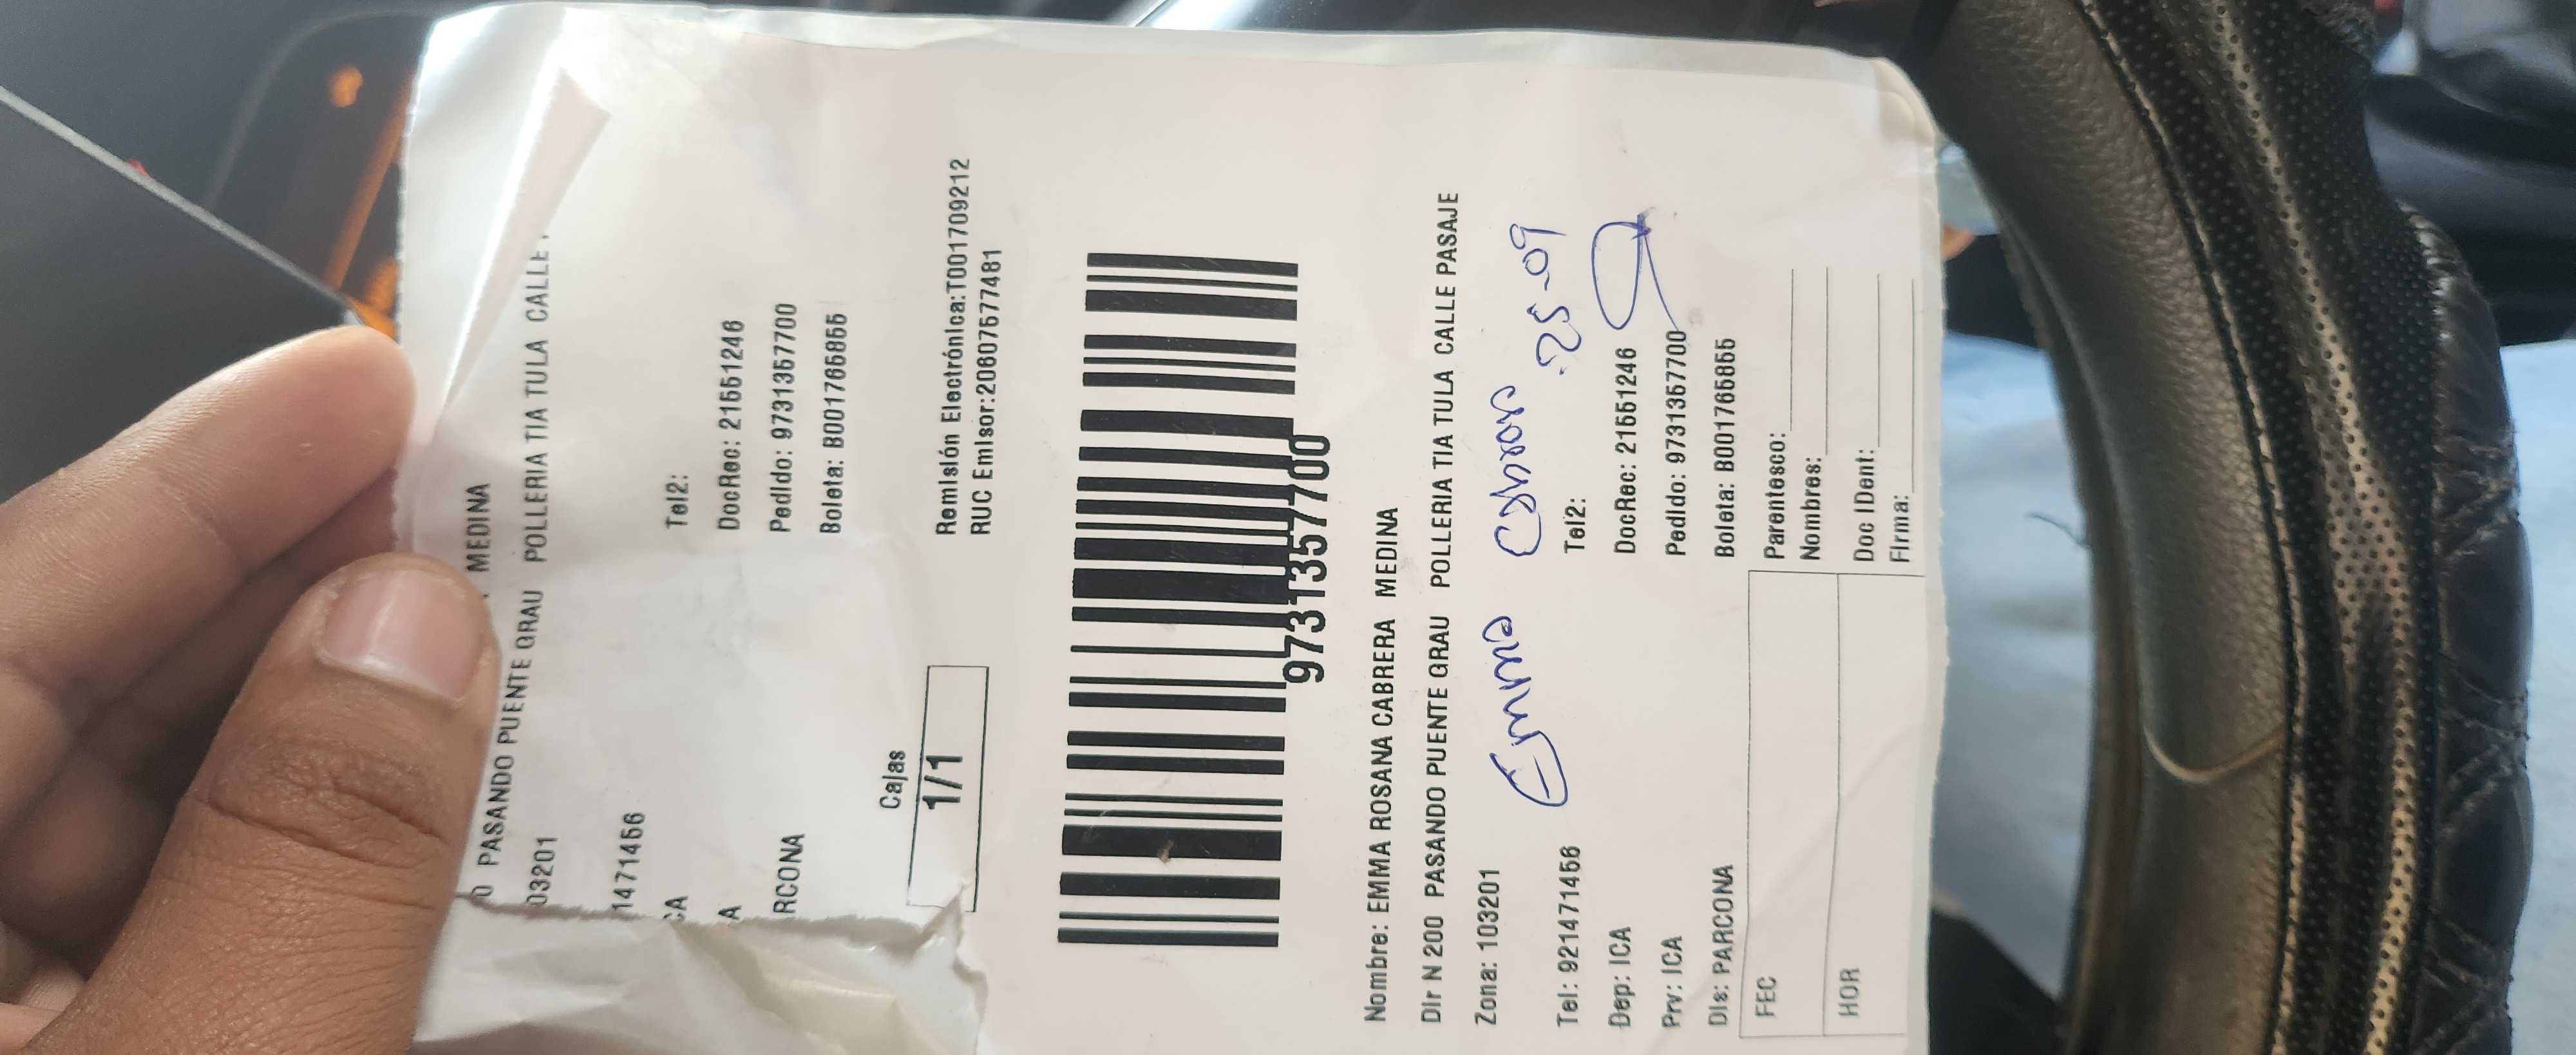 MEDINA
0 PASANDO PUENTE GRAU POLLERIA TIA TULA CALLE
03201
1471456 Tel2:
CA DocRec: 21551246
A Pedido: 9731357700
RCONA Boleta: B001765855
Cajas
1/1
Remisión Electrónica:T001709212
RUC Emisor:20607577481
9731357700
Nombre: EMMA ROSANA CABRERA MEDINA
Dir N 200 PASANDO PUENTE GRAU POLLERIA TIA TULA CALLE PASAJE
Zona: 103201
Emma Cabrera 25-09
Tel: 921471456 Tel2:
Dep: ICA DocRec: 21551246
Prv: ICA Pedido: 9731357700
Dis: PARCONA Boleta: B001765855
FEC
Parentesco:
Nombres:
HOR
Doc IDent:
Firma: